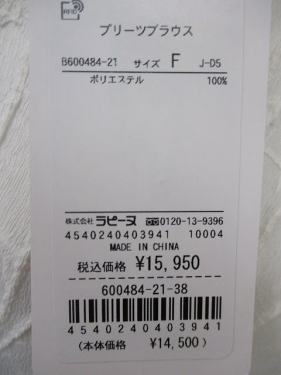 RFID
プリーツブラウス
B600484-21 サイズ F J-D5
ポリエステル 100%
株式会社 ラピーヌ 0120-13-9396
4540240403941 10004
MADE IN CHINA
税込価格 ¥15,950
600484-21-38
4540240403941
(本体価格 ¥14,500)